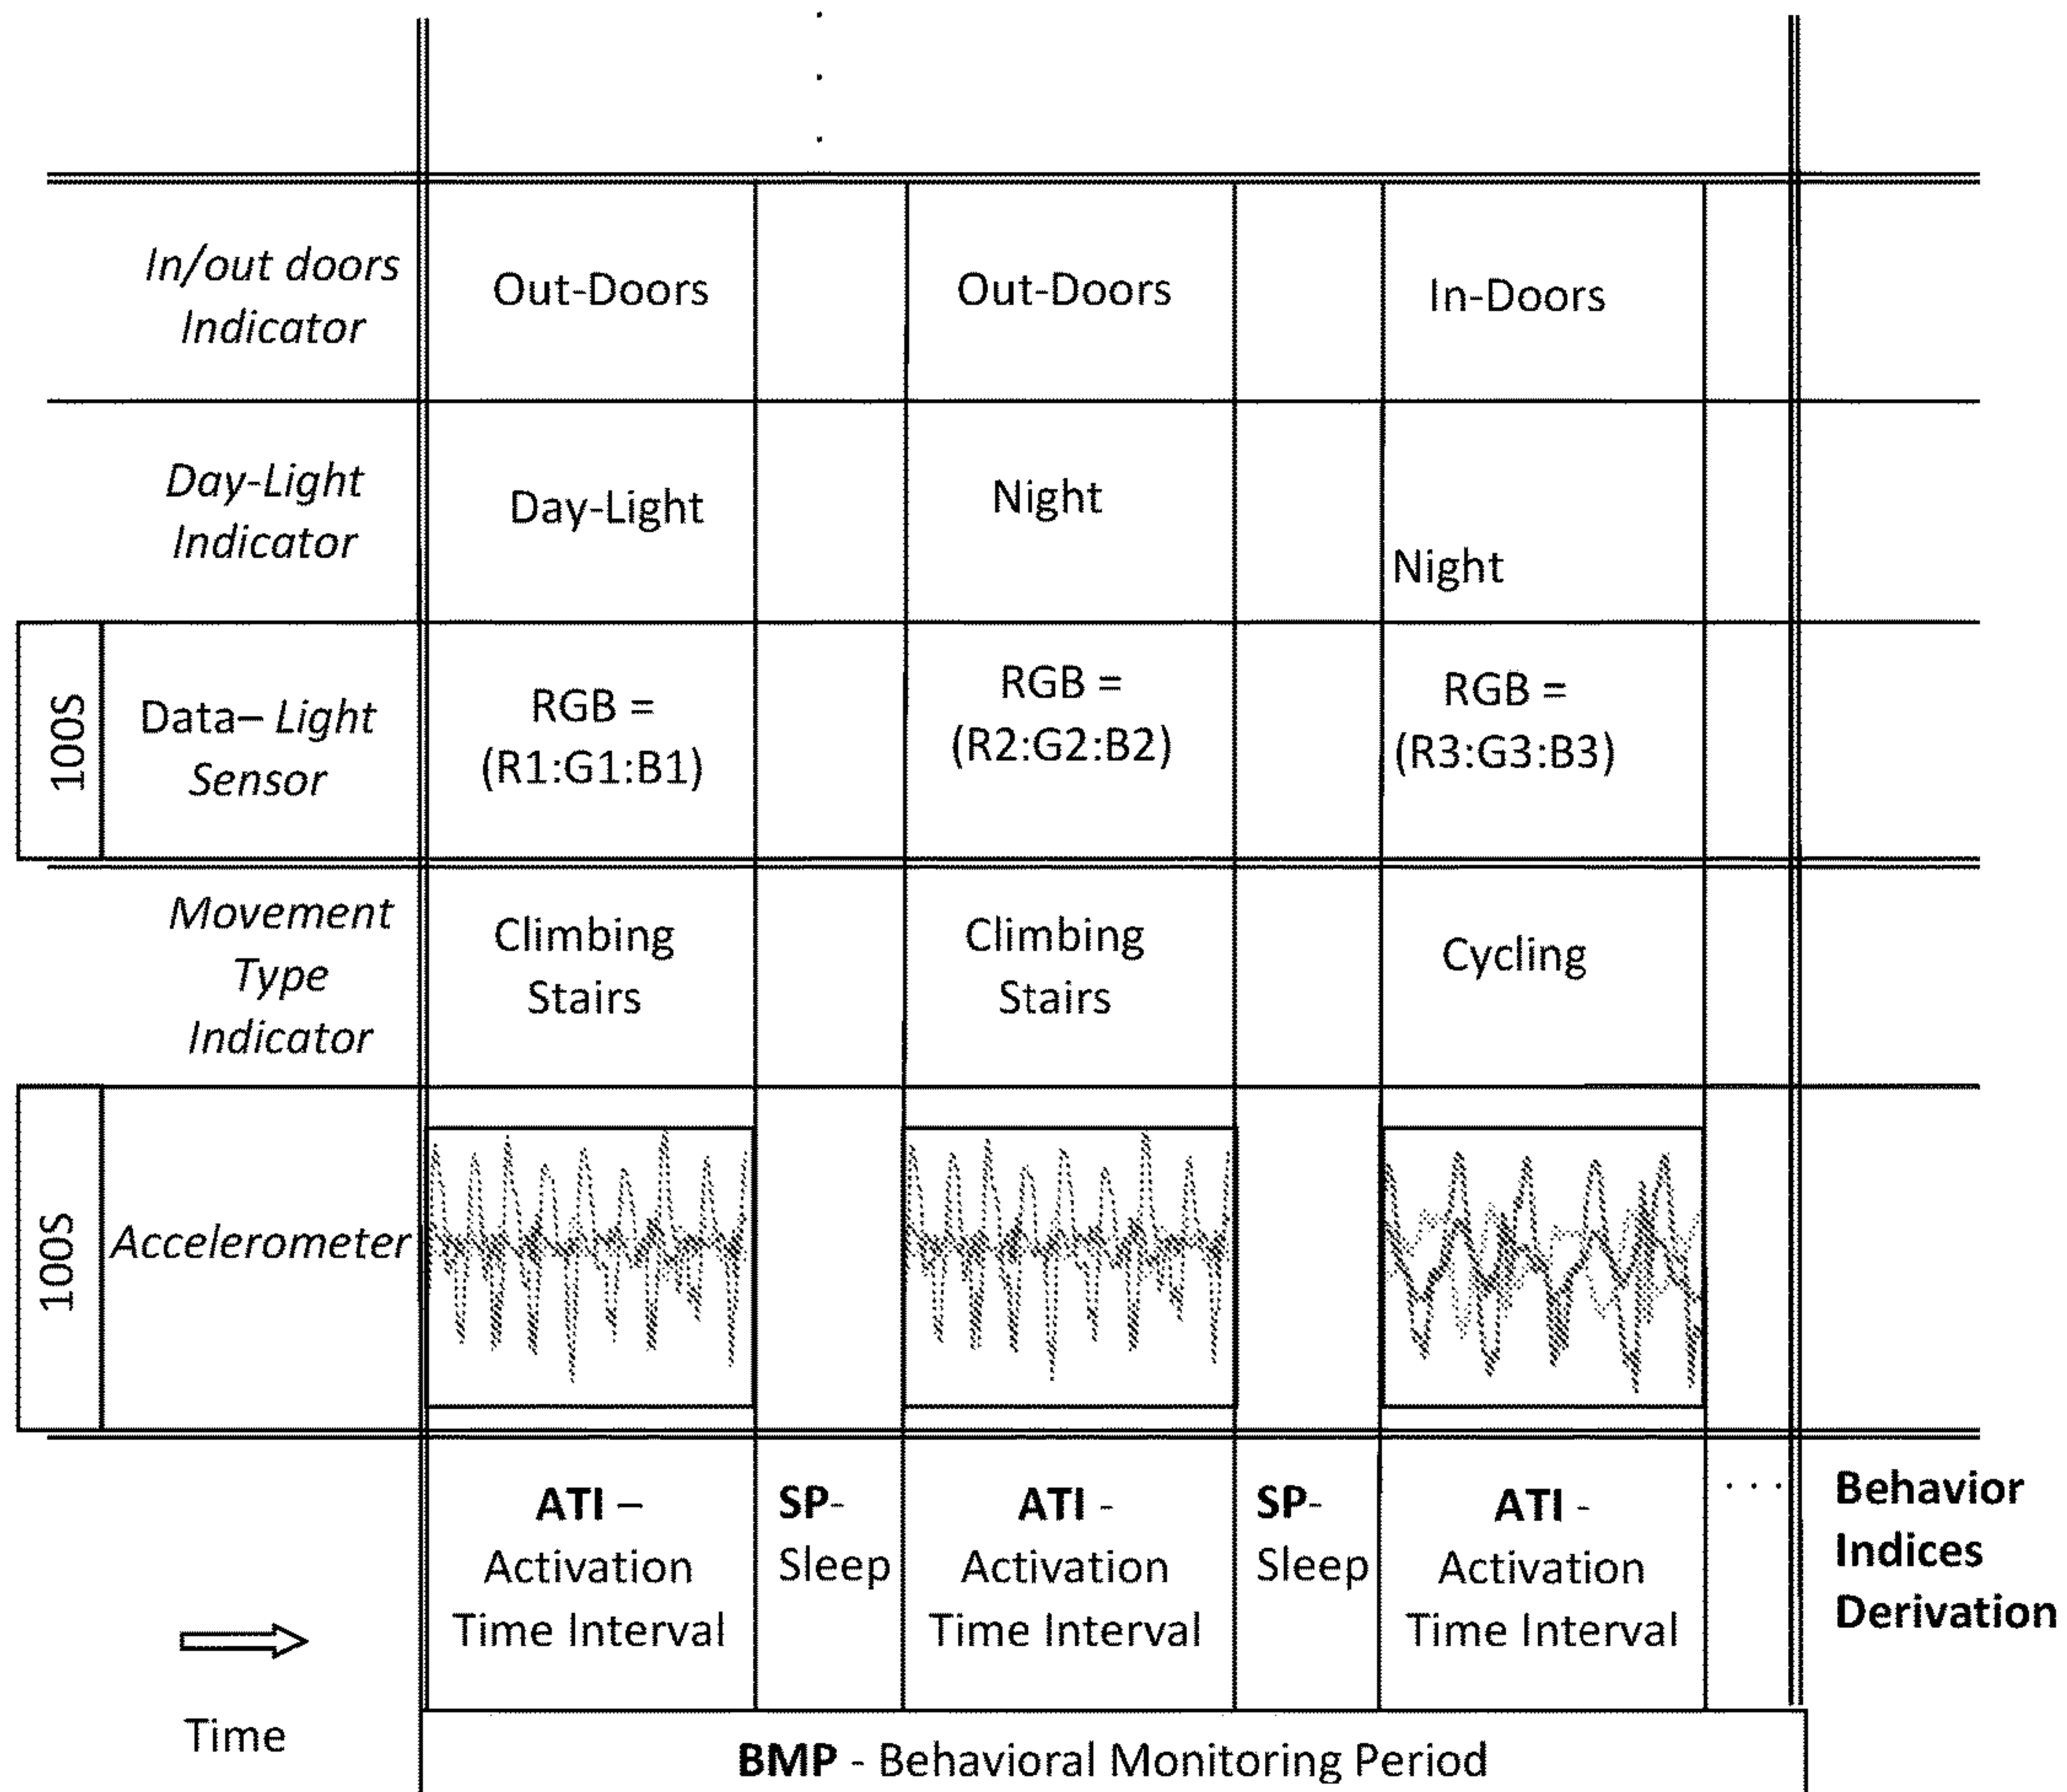 In/out doors
Indicator
Out-Doors
Out-Doors
In-Doors
Day-Light
Indicator
Day-Light
Night
Night
100S
Data– Light
Sensor
RGB =
(R1:G1:B1)
RGB =
(R2:G2:B2)
RGB =
(R3:G3:B3)
Movement
Type
Indicator
Climbing
Stairs
Climbing
Stairs
Cycling
100S
Accelerometer
ATI –
Activation
Time Interval
SP-
Sleep
ATI -
Activation
Time Interval
SP-
Sleep
ATI -
Activation
Time Interval
. . .
Behavior
Indices
Derivation
Time
BMP - Behavioral Monitoring Period